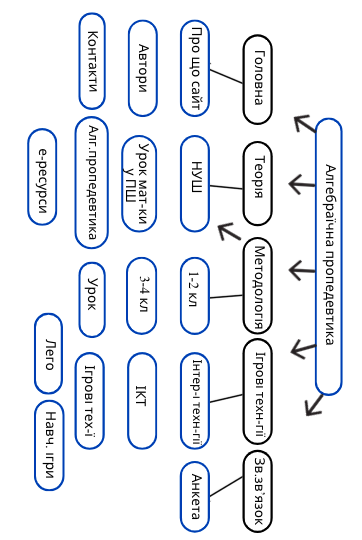 Алгебраїчна пропедевтика
Головна
Теорія
Методологія
Ігрові техн-гії
Зв.зв'язок
Про що сайт
НУШ
1-2 кл
Інтер-і техн-гії
Анкета
Автори
Урок мат-ки
у ПШ
3-4 кл
ІКТ
Контакти
Алг.пропедевтика
Урок
Ігрові тех-ї
е-ресурси
Лего
Навч. ігри